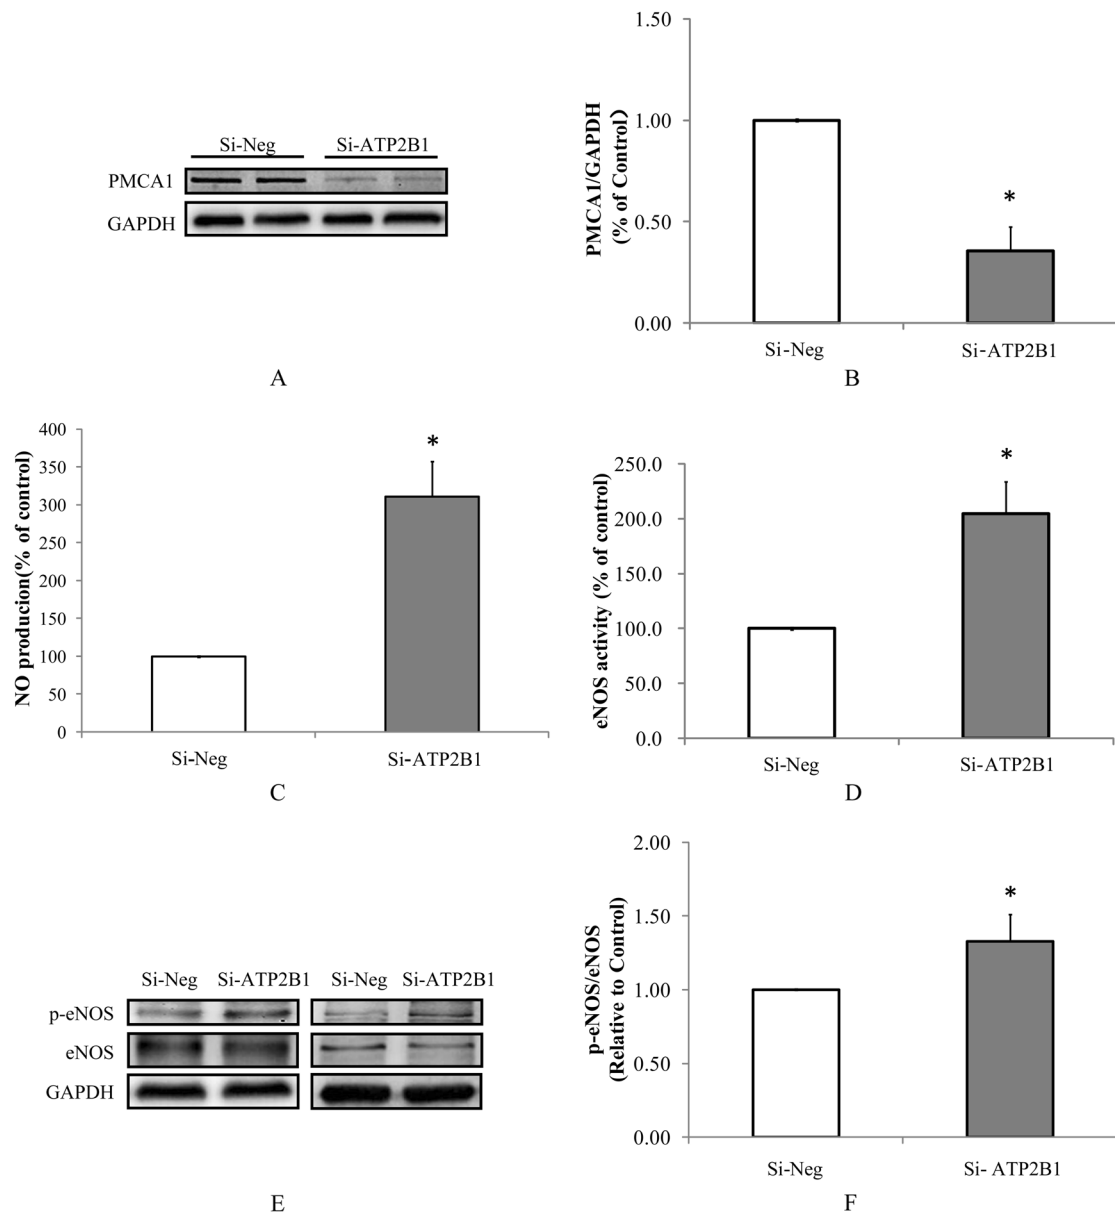 Si-Neg Si-ATP2B1
PMCA1
GAPDH
A
PMCA1/GAPDH
(% of Control)
1.50
1.00
0.50
0.00
*
Si-Neg Si-ATP2B1
B
NO producion(% of control)
400
350
300
250
200
150
100
50
0
*
Si-Neg Si-ATP2B1
C
eNOS activity (% of control)
250.0
200.0
150.0
100.0
50.0
0.0
*
Si-Neg Si-ATP2B1
D
Si-Neg Si-ATP2B1 Si-Neg Si-ATP2B1
p-eNOS
eNOS
GAPDH
E
p-eNOS/eNOS
(Relative to Control)
2.00
1.50
1.00
0.50
0.00
*
Si-Neg Si- ATP2B1
F